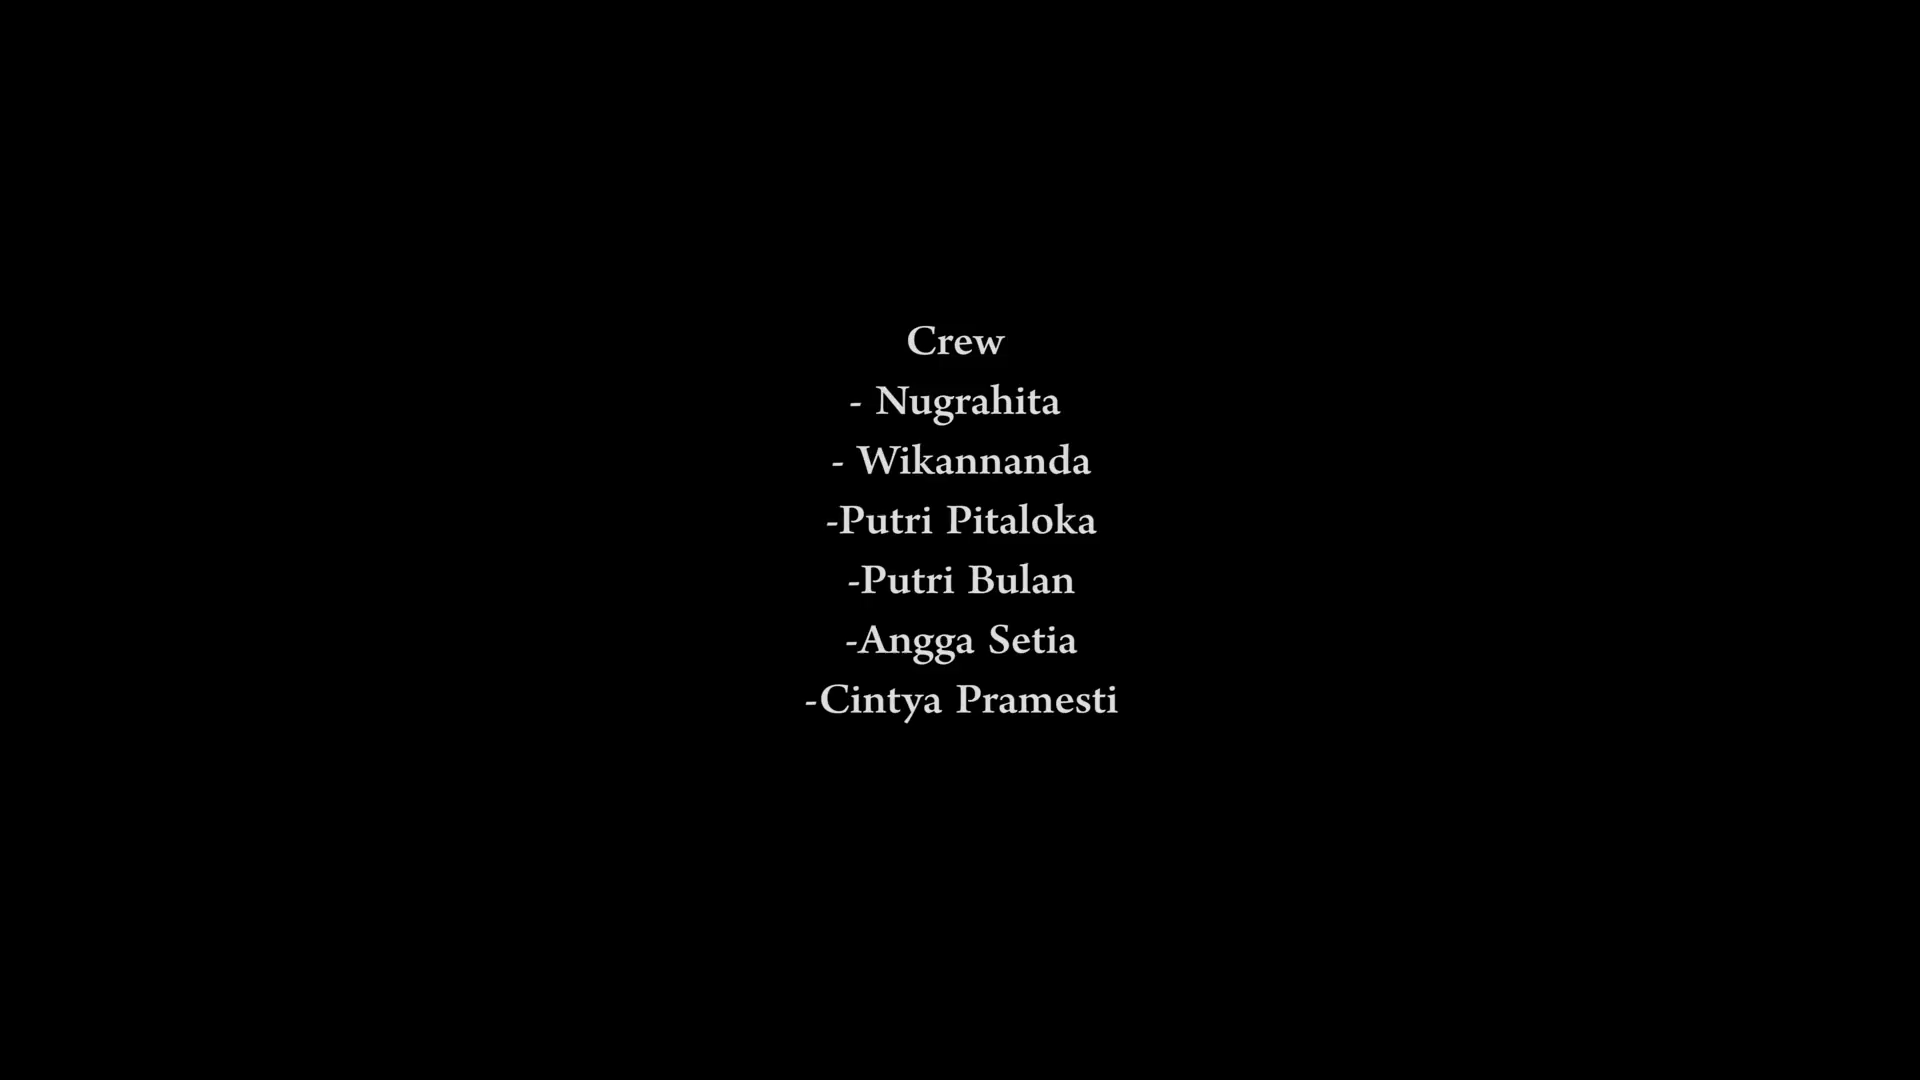 Crew
- Nugrahita
- Wikannanda
-Putri Pitaloka
-Putri Bulan
-Angga Setia
-Cintya Pramesti